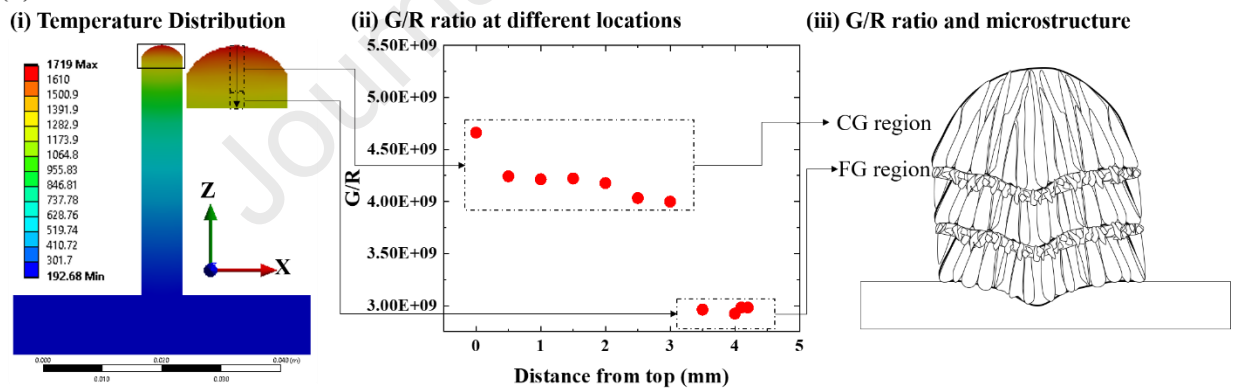 (i) Temperature Distribution
(ii) G/R ratio at different locations
(iii) G/R ratio and microstructure
1719 Max
1610
1500.9
1391.9
1282.9
1173.9
1064.8
955.83
846.81
737.78
628.76
519.74
410.72
301.7
192.68 Min
Z
X
0.000
0.020
0.040 (m)
0.010
0.030
Journ
G/R
5.50E+09
5.00E+09
4.50E+09
4.00E+09
3.50E+09
3.00E+09
0
1
2
3
4
5
Distance from top (mm)
CG region
FG region